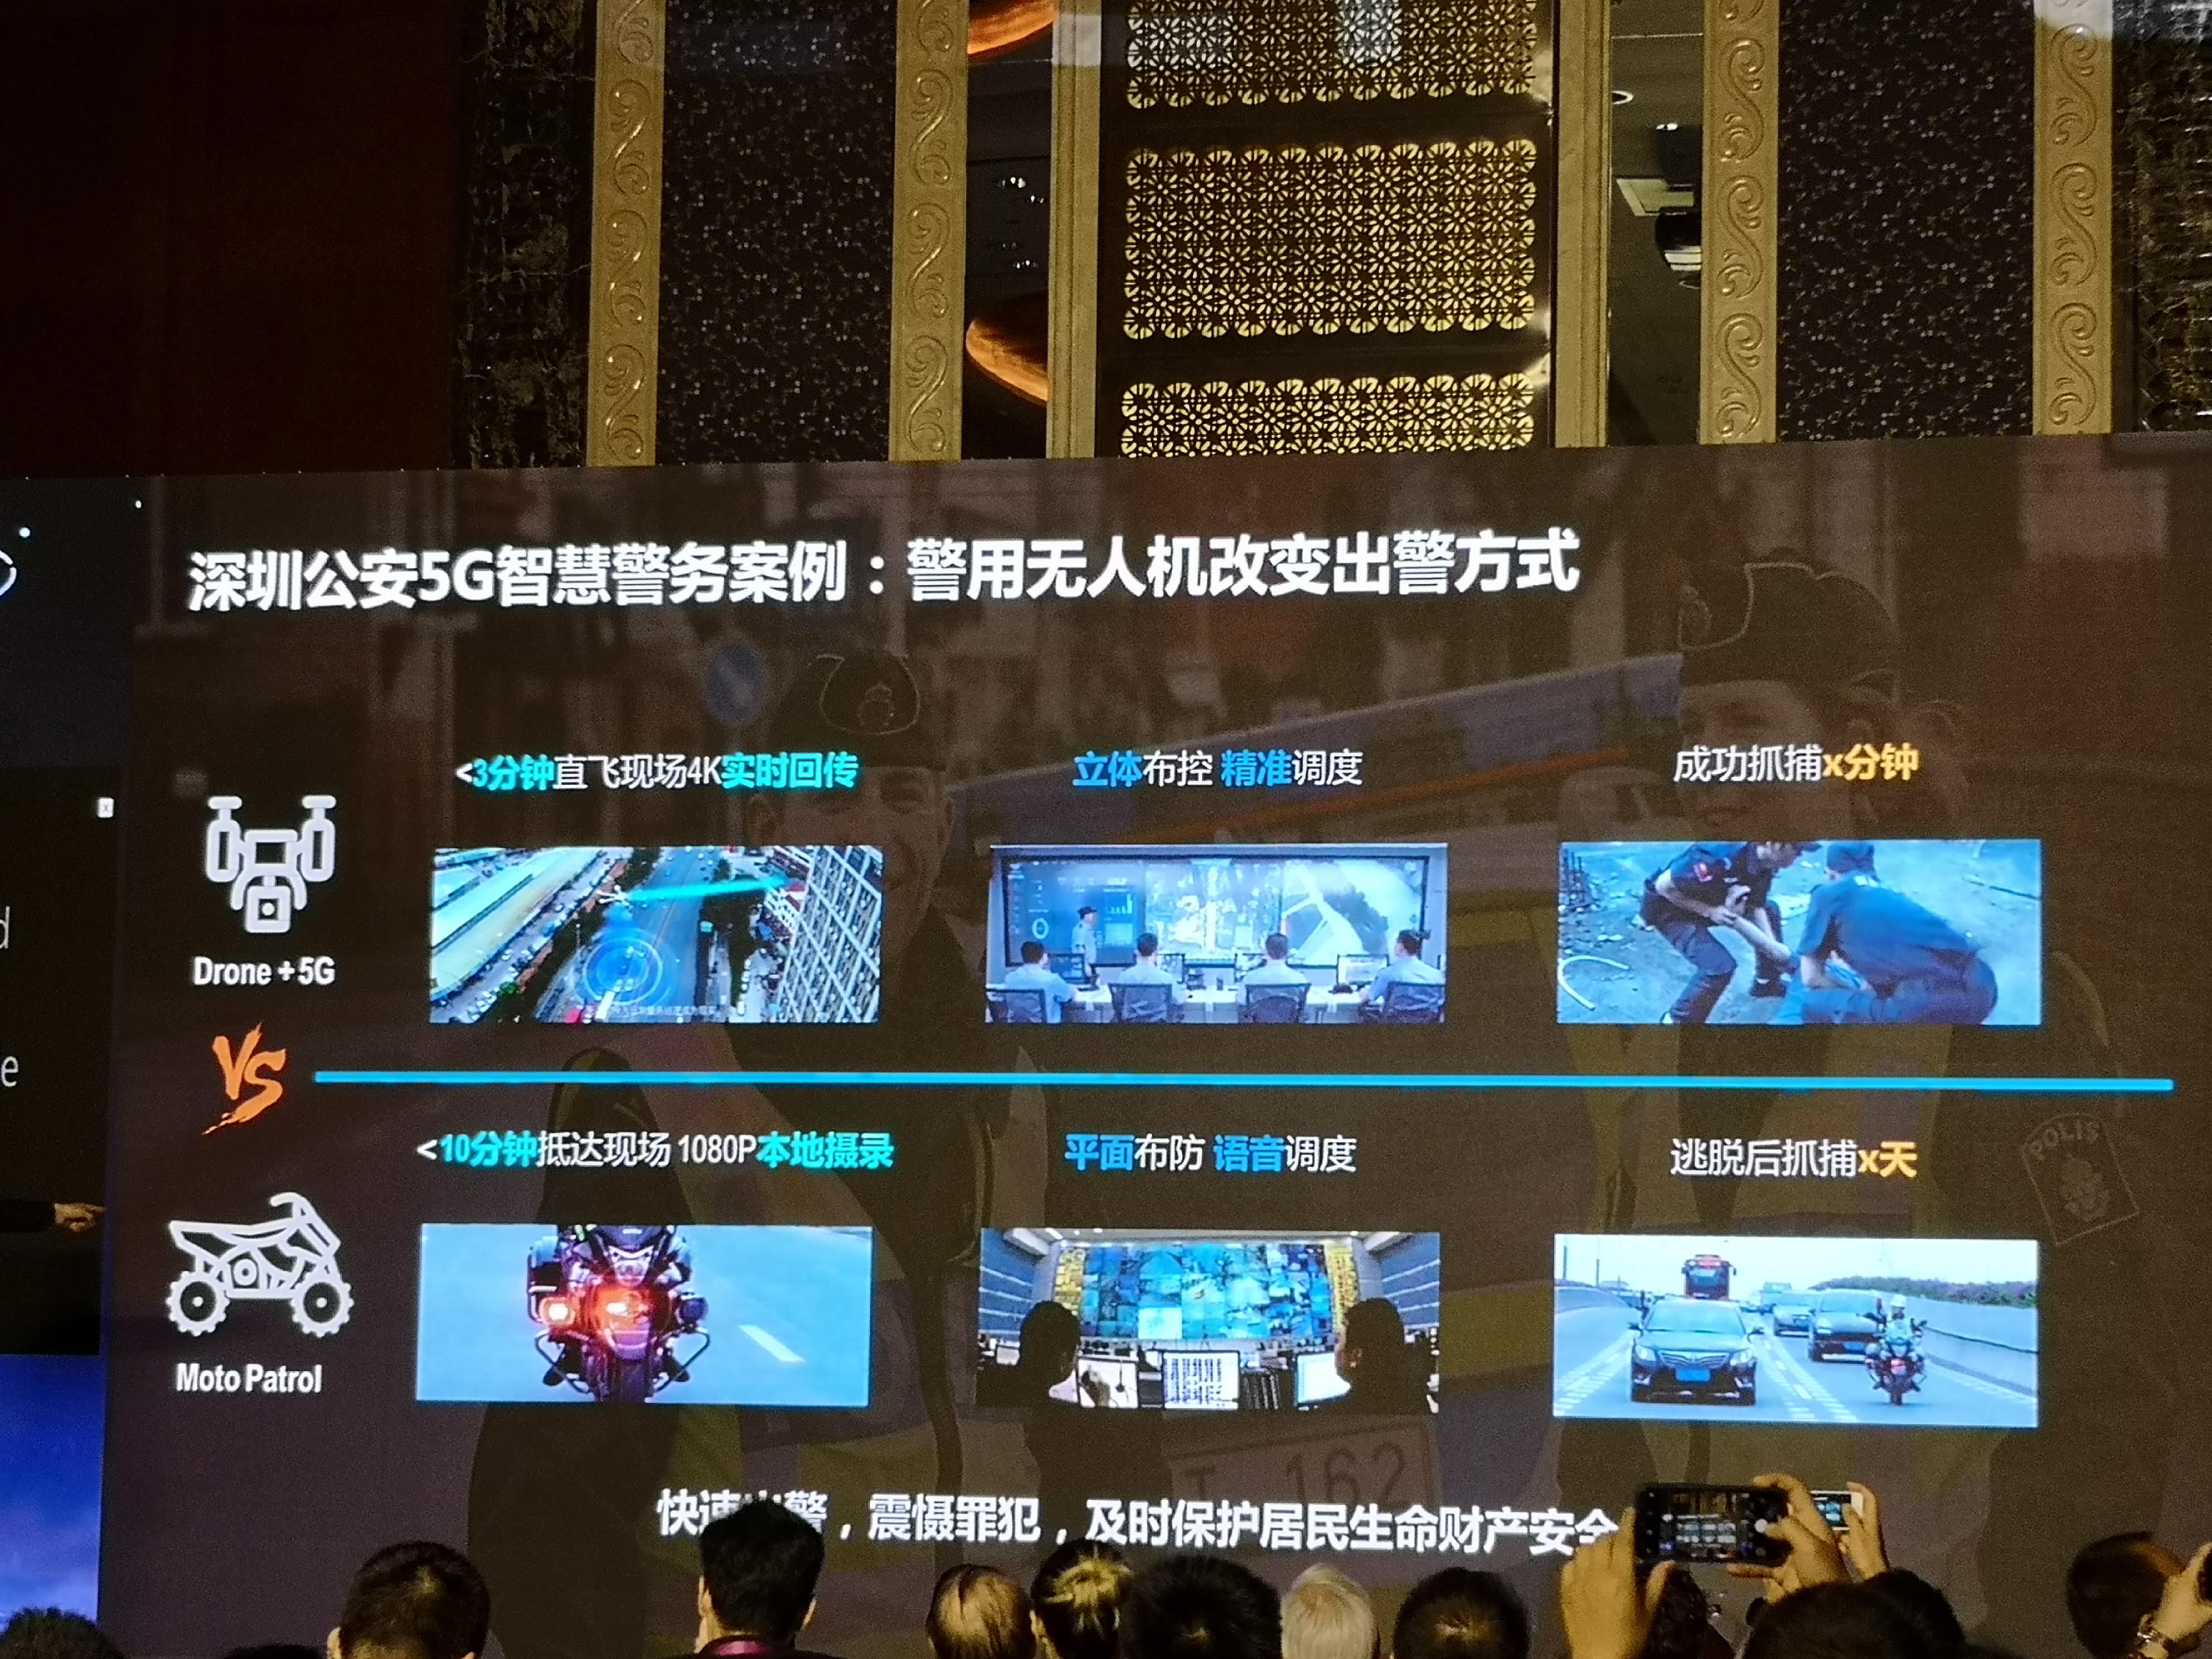 深圳公安5G智慧警务案例：警用无人机改变出警方式
<3分钟直飞现场4K实时回传
立体布控 精准调度
成功抓捕x分钟
Drone+5G
VS
<10分钟抵达现场 1080P本地摄录
平面布防 语音调度
逃脱后抓捕x天
Moto Patrol
POLIS
T 162
快速出警，震慑罪犯，及时保护居民生命财产安全
d
e